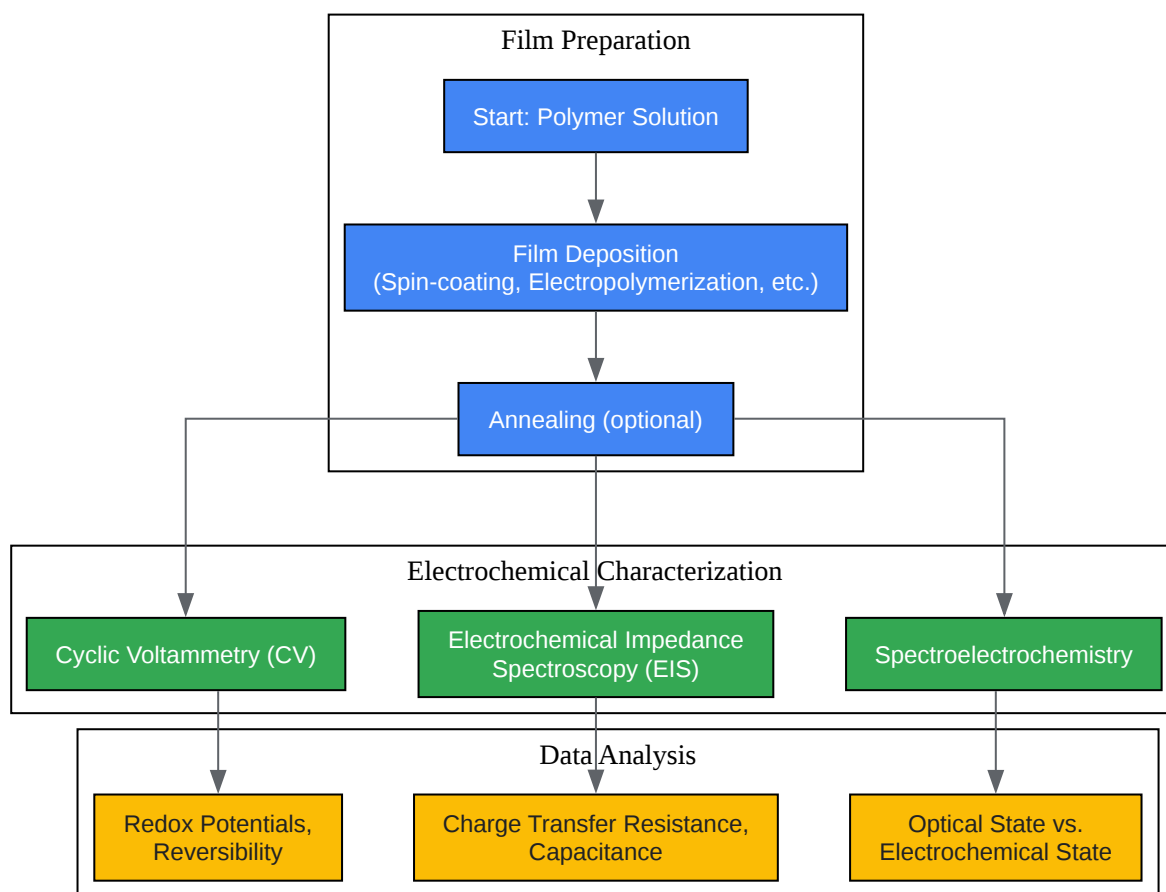 Film Preparation
Start: Polymer Solution
Film Deposition
(Spin-coating, Electropolymerization, etc.)
Annealing (optional)
Electrochemical Characterization
Cyclic Voltammetry (CV)
Electrochemical Impedance
Spectroscopy (EIS)
Spectroelectrochemistry
Data Analysis
Redox Potentials,
Reversibility
Charge Transfer Resistance,
Capacitance
Optical State vs.
Electrochemical State